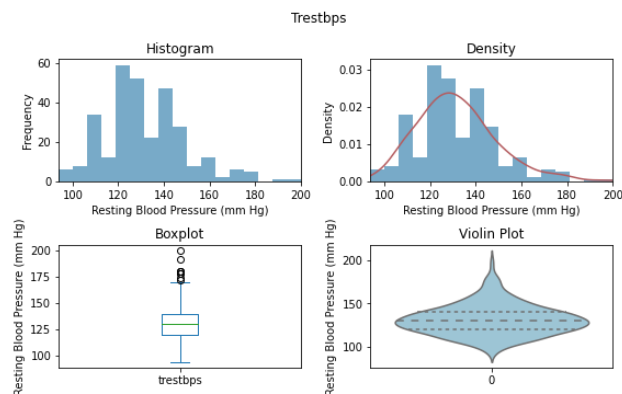 Trestbps
Histogram
Density
60
40
20
0
Frequency
100 120 140 160 180 200
Resting Blood Pressure (mm Hg)
0.03
0.02
0.01
0.00
Density
100 120 140 160 180 200
Resting Blood Pressure (mm Hg)
Boxplot
Violin Plot
200
175
150
125
100
Resting Blood Pressure (mm Hg)
trestbps
200
150
100
Resting Blood Pressure (mm Hg)
0